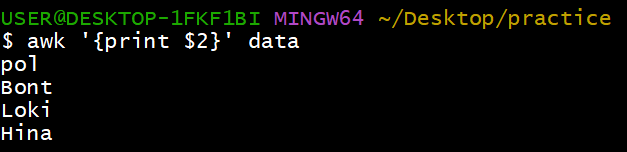 USER@DESKTOP-1FKF1BI MINGW64 ~/Desktop/practice
$ awk '{print $2}' data
pol
Bont
Loki
Hina